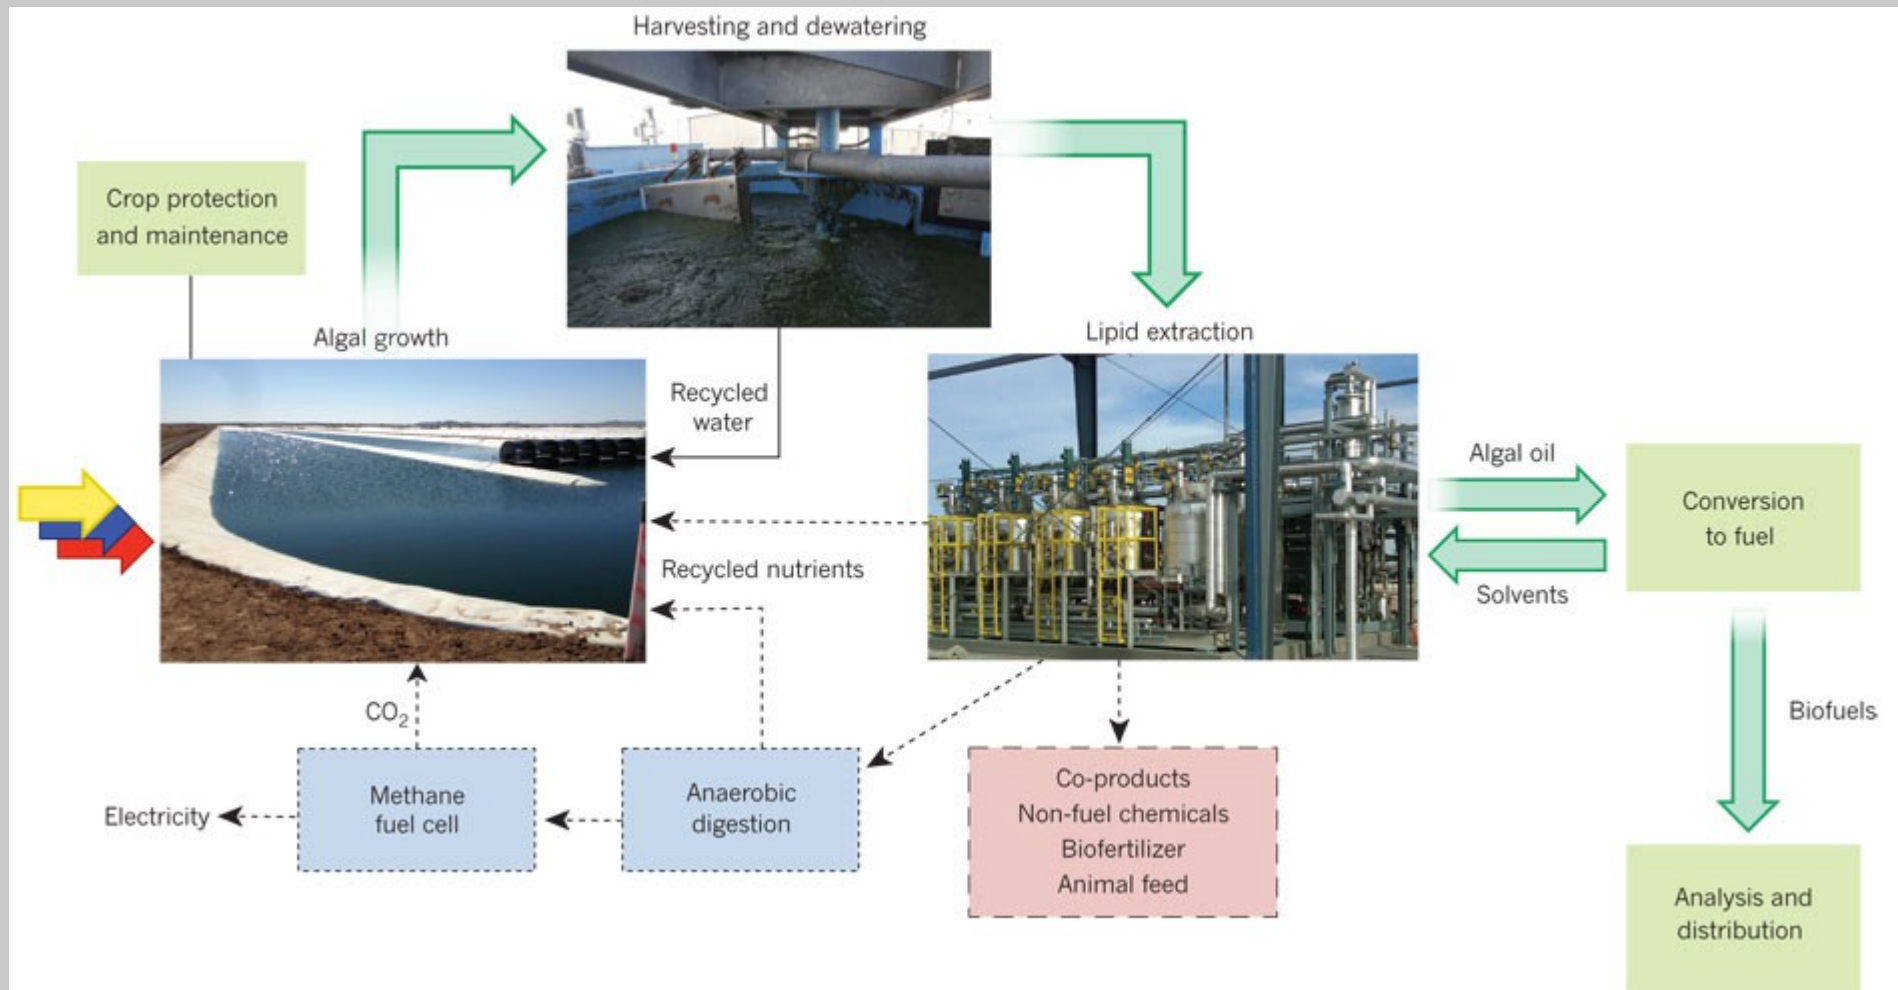 Harvesting and dewatering
Crop protection
and maintenance
Algal growth
Lipid extraction
Recycled
water
Algal oil
Conversion
to fuel
Solvents
Recycled nutrients
CO₂
Biofuels
Methane
fuel cell
Electricity
Anaerobic
digestion
Co-products
Non-fuel chemicals
Biofertilizer
Animal feed
Analysis and
distribution